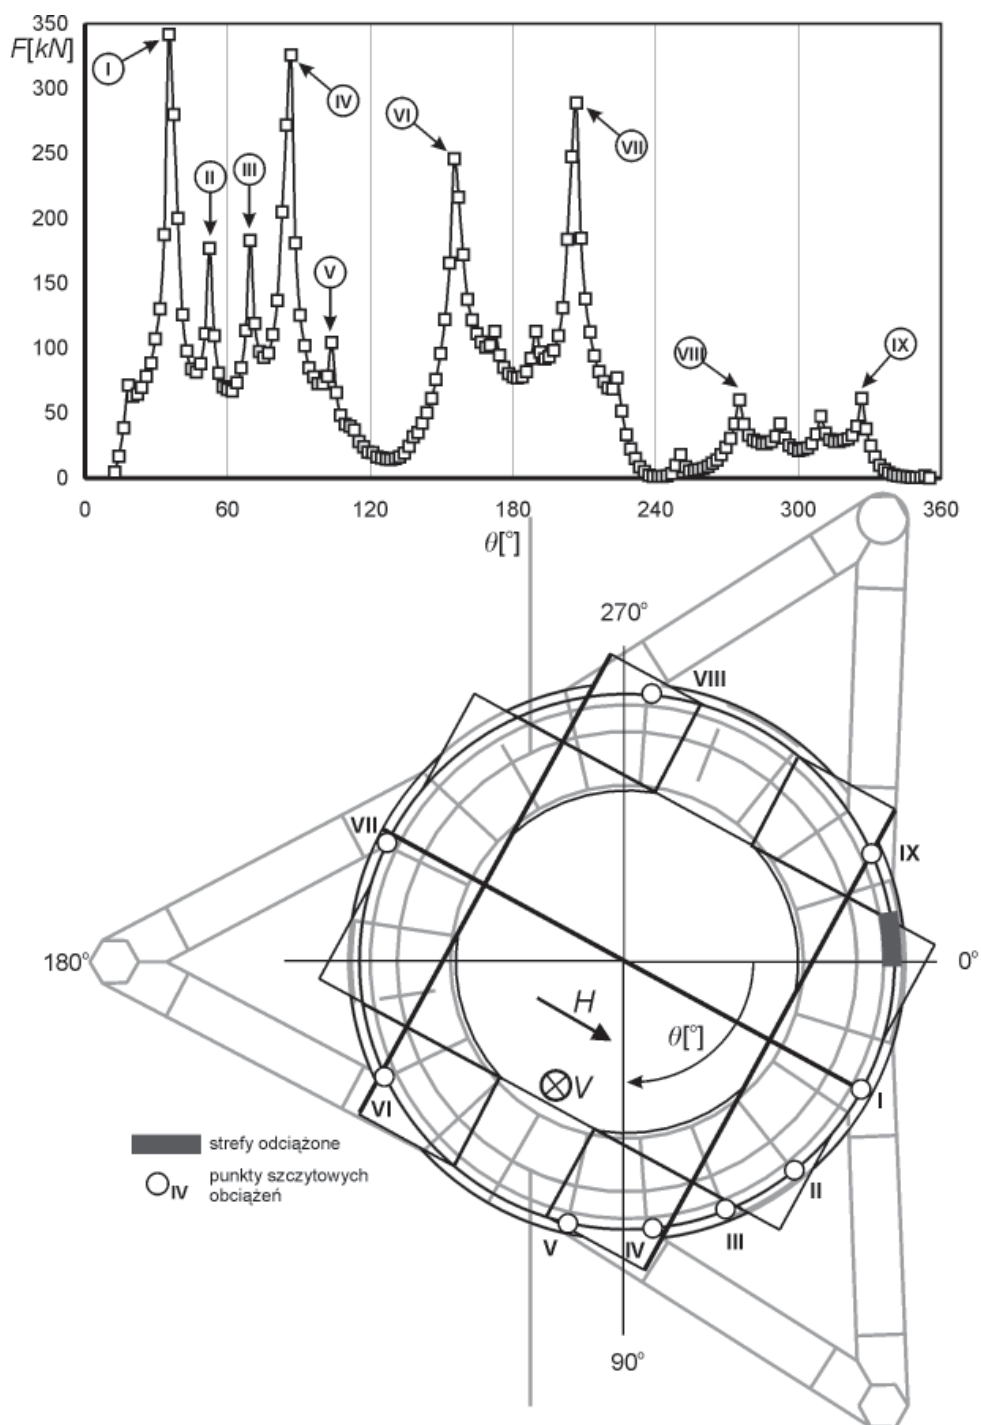 350
F[kN]
300
250
200
150
100
50
0
I
II
III
IV
V
VI
VII
VIII
IX
0
60
120
180
240
300
360
θ[°]
270°
VIII
VII
IX
180°
0°
H
θ[°]
V
I
VI
strefy odciążone
punkty szczytowych
IV
obciążeń
II
V
IV
III
90°